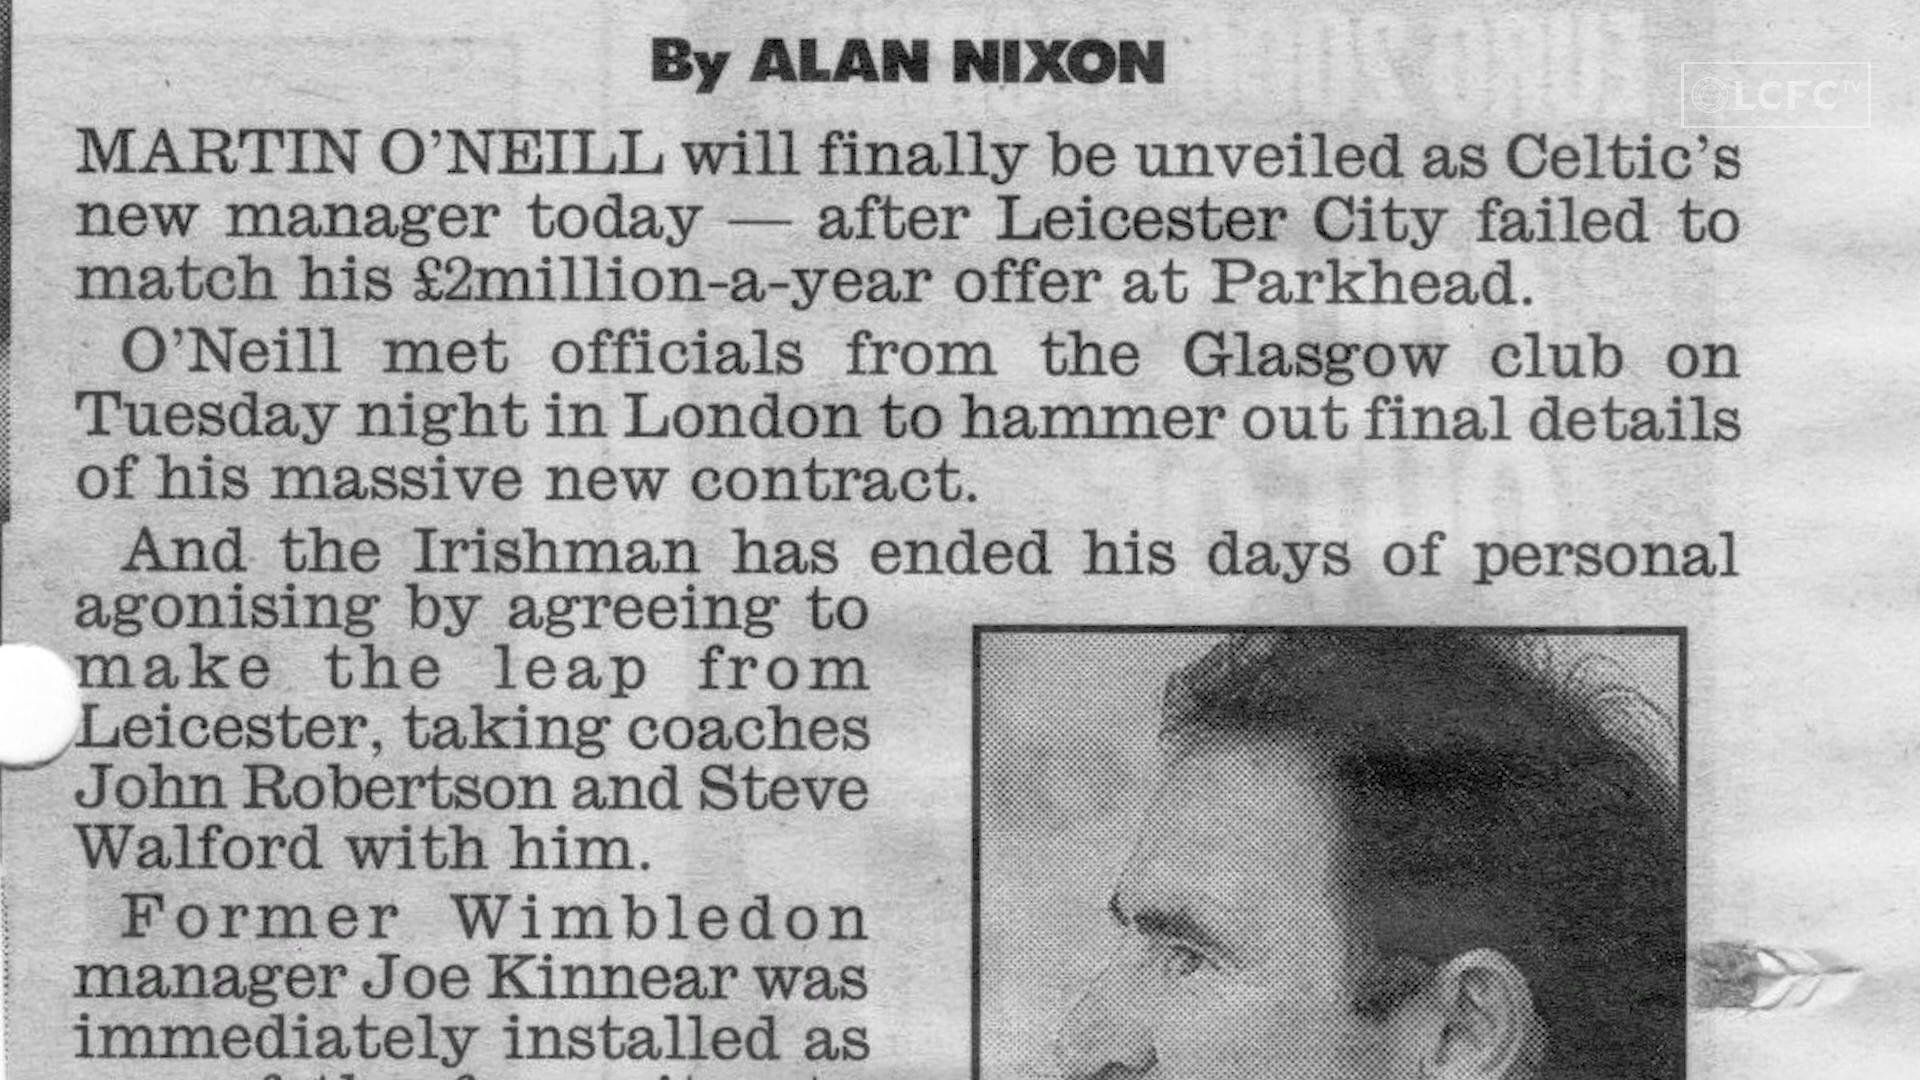 By ALAN NIXON
LCFC TV
MARTIN O'NEILL will finally be unveiled as Celtic's
new manager today — after Leicester City failed to
match his £2million-a-year offer at Parkhead.
O'Neill met officials from the Glasgow club on
Tuesday night in London to hammer out final details
of his massive new contract.
And the Irishman has ended his days of personal
agonising by agreeing to
make the leap from
Leicester, taking coaches
John Robertson and Steve
Walford with him.
Former Wimbledon
manager Joe Kinnear was
immediately installed as